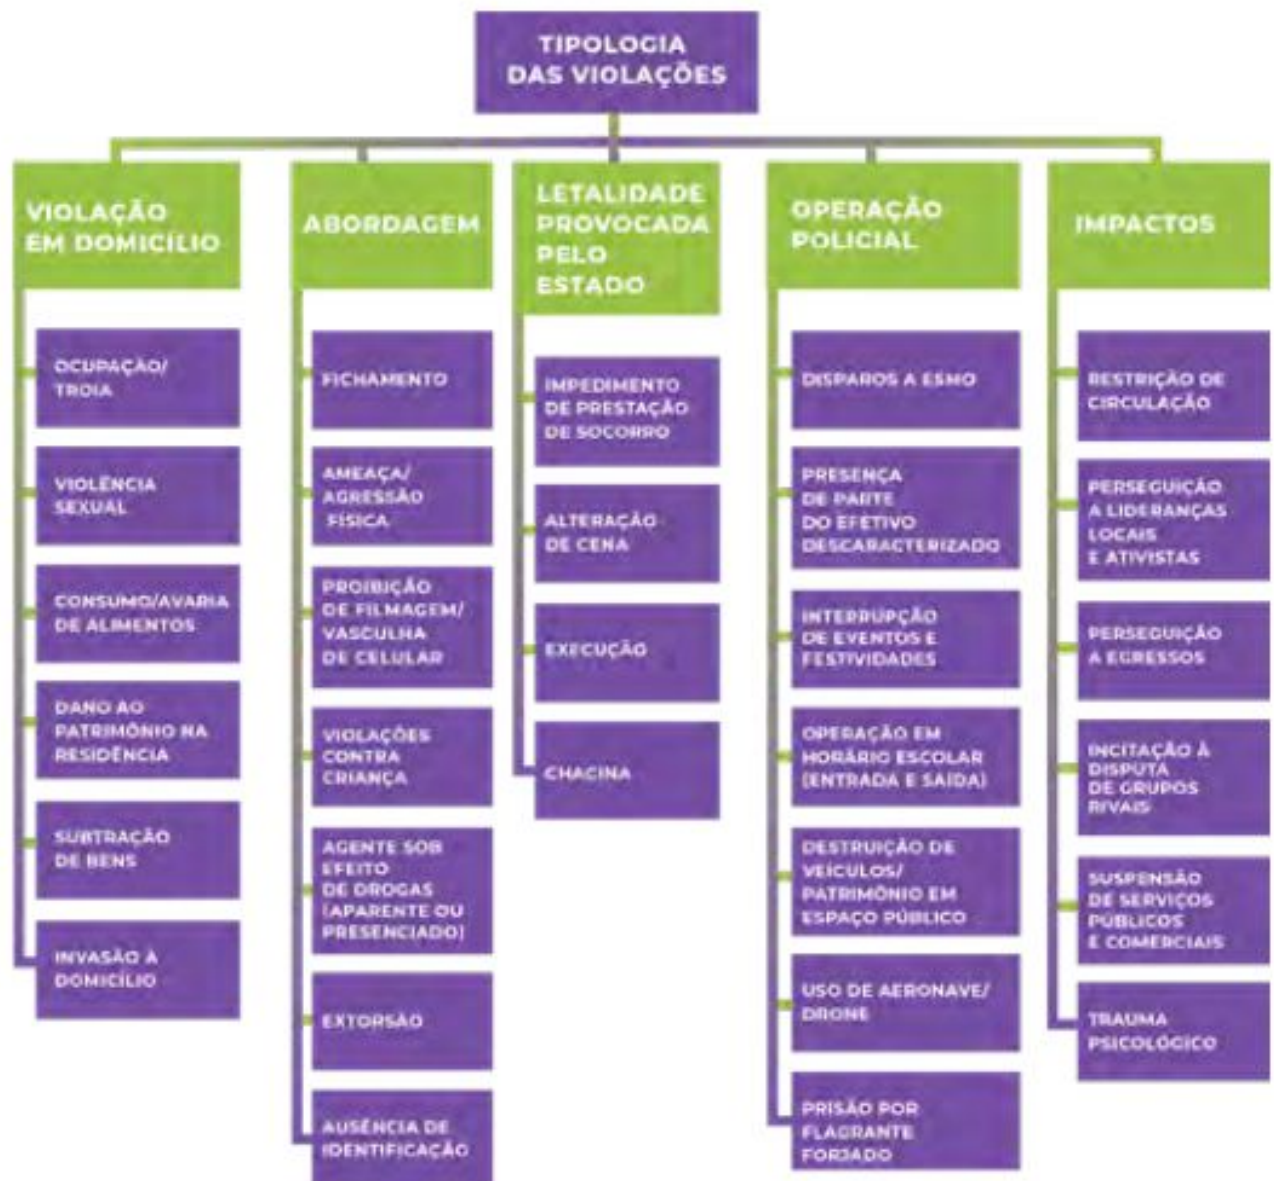 TIPOLOGIA
DAS VIOLAÇÕES
VIOLAÇÃO
EM DOMICÍLIO
OCUPAÇÃO/
TROIA
VIOLÊNCIA
SEXUAL
CONSUMO/AVARIA
DE ALIMENTOS
DANO AO
PATRIMÔNIO NA
RESIDÊNCIA
SUBTRAÇÃO
DE BENS
INVASÃO À
DOMICÍLIO
ABORDAGEM
FICHAMENTO
AMEAÇA/
AGRESSÃO
FÍSICA
PROIBIÇÃO
DE FILMAGEM/
VASCULHA
DE CELULAR
VIOLAÇÕES
CONTRA
CRIANÇA
AGENTE SOB
EFEITO
DE DROGAS
(APARENTE OU
PRESENCIADO)
EXTORSÃO
AUSÊNCIA DE
IDENTIFICAÇÃO
LETALIDADE
PROVOCADA
PELO
ESTADO
IMPEDIMENTO
DE PRESTAÇÃO
DE SOCORRO
ALTERAÇÃO
DE CENA
EXECUÇÃO
CHACINA
OPERAÇÃO
POLICIAL
DISPAROS A ESMO
PRESENÇA
DE PARTE
DO EFETIVO
DESCARACTERIZADO
INTERRUPÇÃO
DE EVENTOS E
FESTIVIDADES
OPERAÇÃO EM
HORÁRIO ESCOLAR
(ENTRADA E SAÍDA)
DESTRUIÇÃO DE
VEÍCULOS/
PATRIMÔNIO EM
ESPAÇO PÚBLICO
USO DE AERONAVE/
DRONE
PRISÃO POR
FLAGRANTE
FORJADO
IMPACTOS
RESTRIÇÃO DE
CIRCULAÇÃO
PERSEGUIÇÃO
A LIDERANÇAS
LOCAIS
E ATIVISTAS
PERSEGUIÇÃO
A EGRESSOS
INCITAÇÃO À
DISPUTA
DE GRUPOS
RIVAIS
SUSPENSÃO
DE SERVIÇOS
PÚBLICOS
E COMERCIAIS
TRAUMA
PSICOLÓGICO